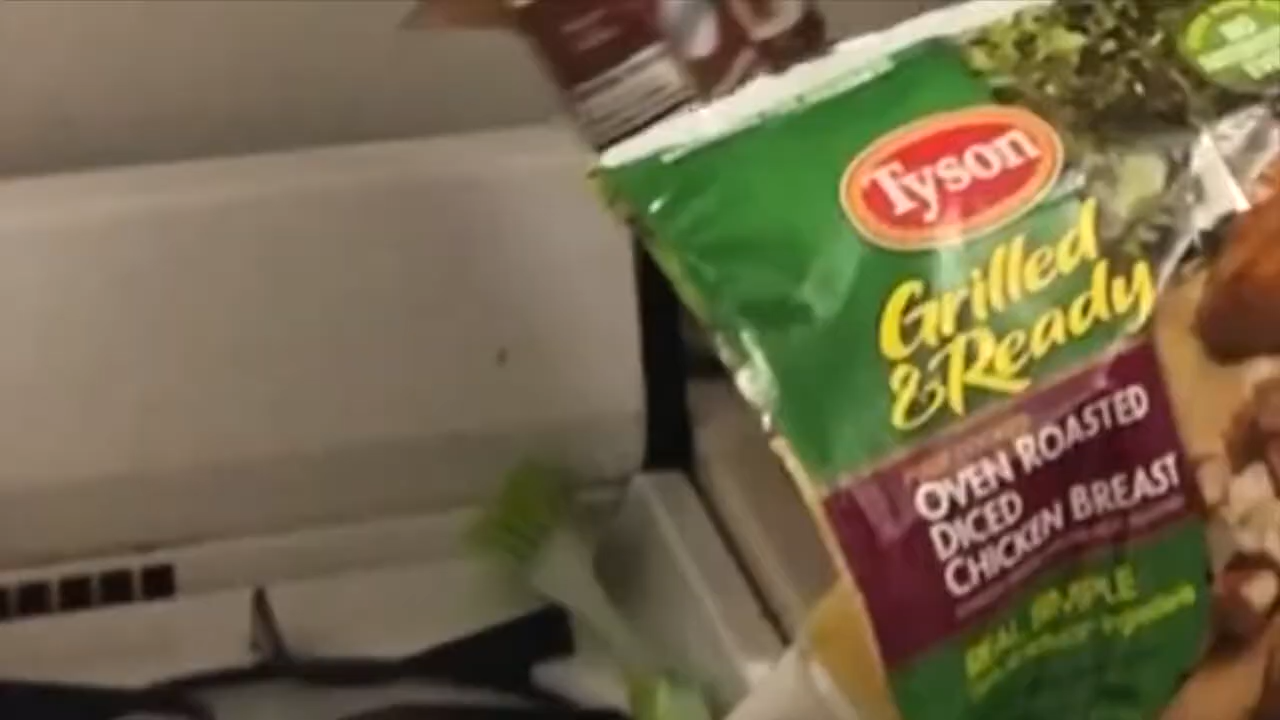 Tyson
Grilled
&Ready
OVEN ROASTED
DICED
CHICKEN BREAST
REAL SIMPLE